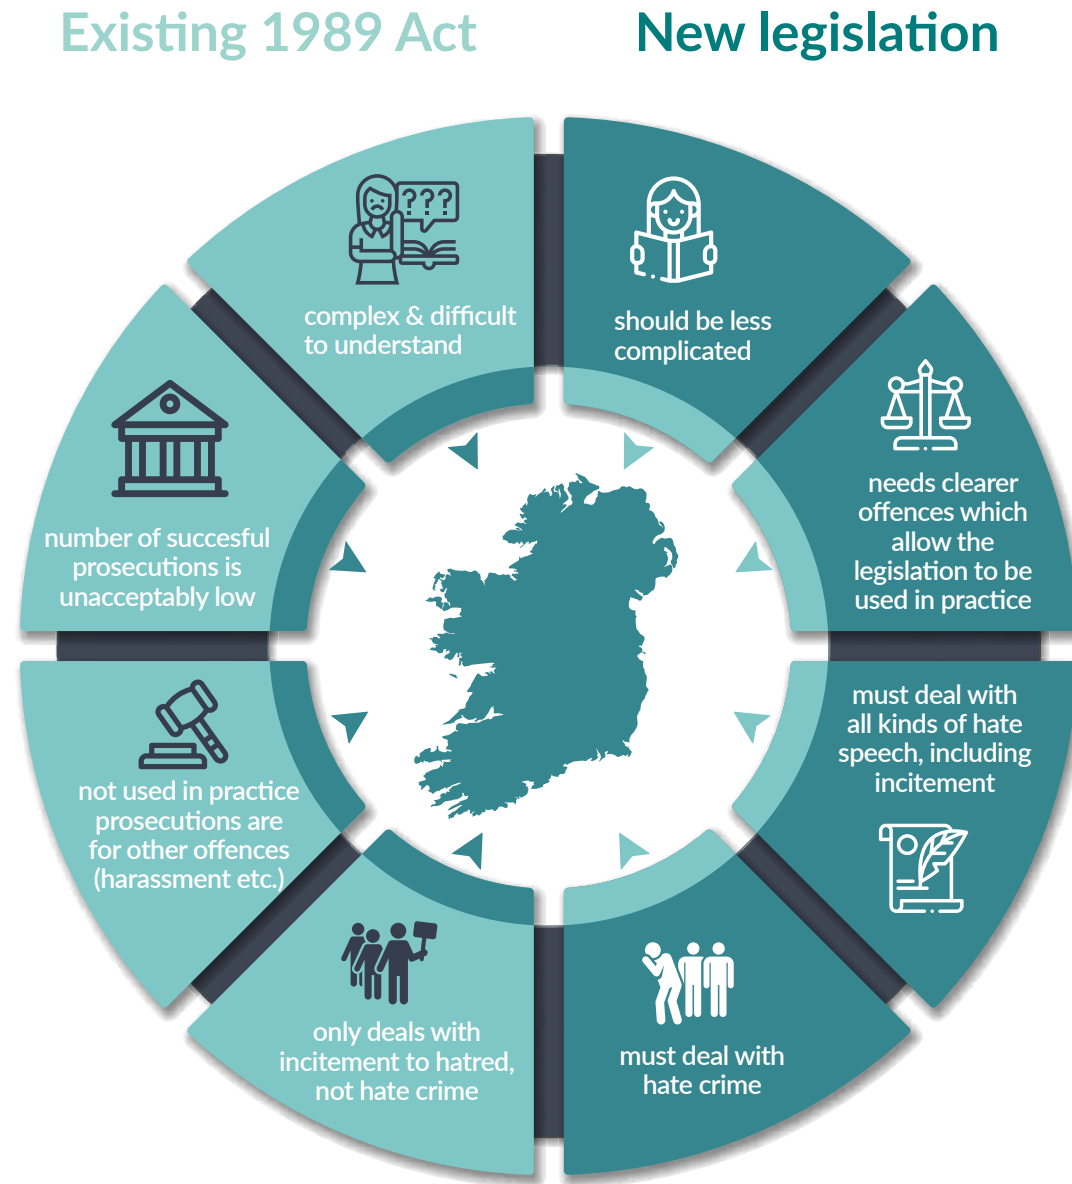 Existing 1989 Act
New legislation
???
complex & difficult
to understand
should be less
complicated
number of succesful
prosecutions is
unacceptably low
needs clearer
offences which
allow the
legislation to be
used in practice
not used in practice
prosecutions are
for other offences
(harassment etc.)
must deal with
all kinds of hate
speech, including
incitement
only deals with
incitement to hatred,
not hate crime
must deal with
hate crime